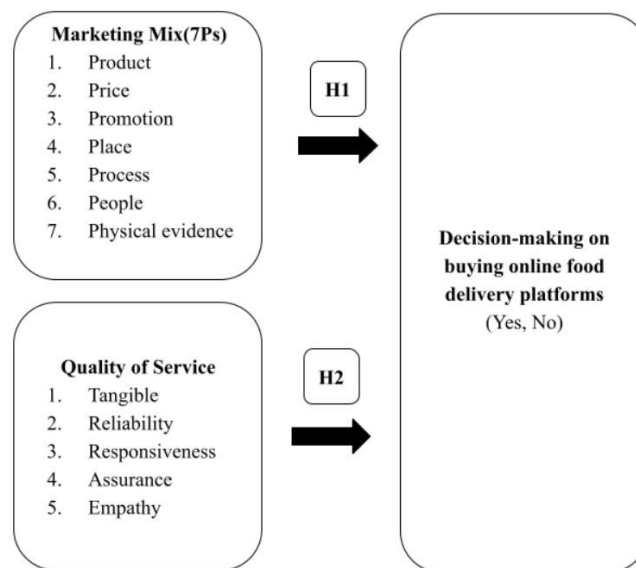 Marketing Mix(7Ps)
1. Product
2. Price
3. Promotion
4. Place
5. Process
6. People
7. Physical evidence
H1
Quality of Service
1. Tangible
2. Reliability
3. Responsiveness
4. Assurance
5. Empathy
H2
Decision-making on
buying online food
delivery platforms
(Yes, No)